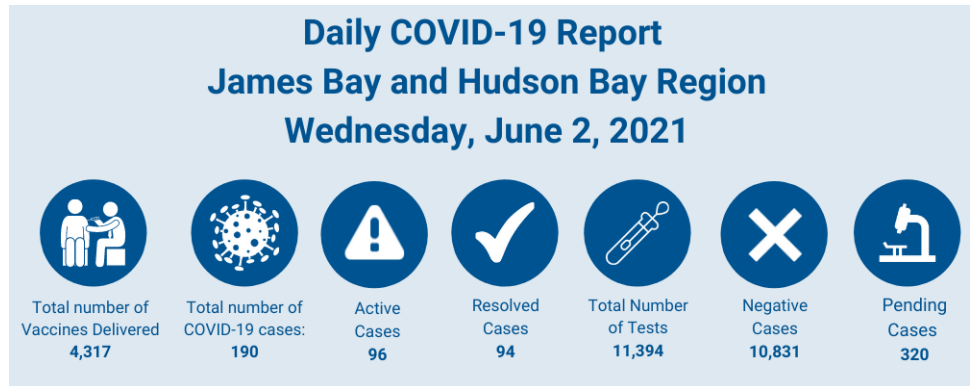 Daily COVID-19 Report
James Bay and Hudson Bay Region
Wednesday, June 2, 2021
Total number of
Vaccines Delivered
4,317
Total number of
COVID-19 cases:
190
Active
Cases
96
Resolved
Cases
94
Total Number
of Tests
11,394
Negative
Cases
10,831
Pending
Cases
320